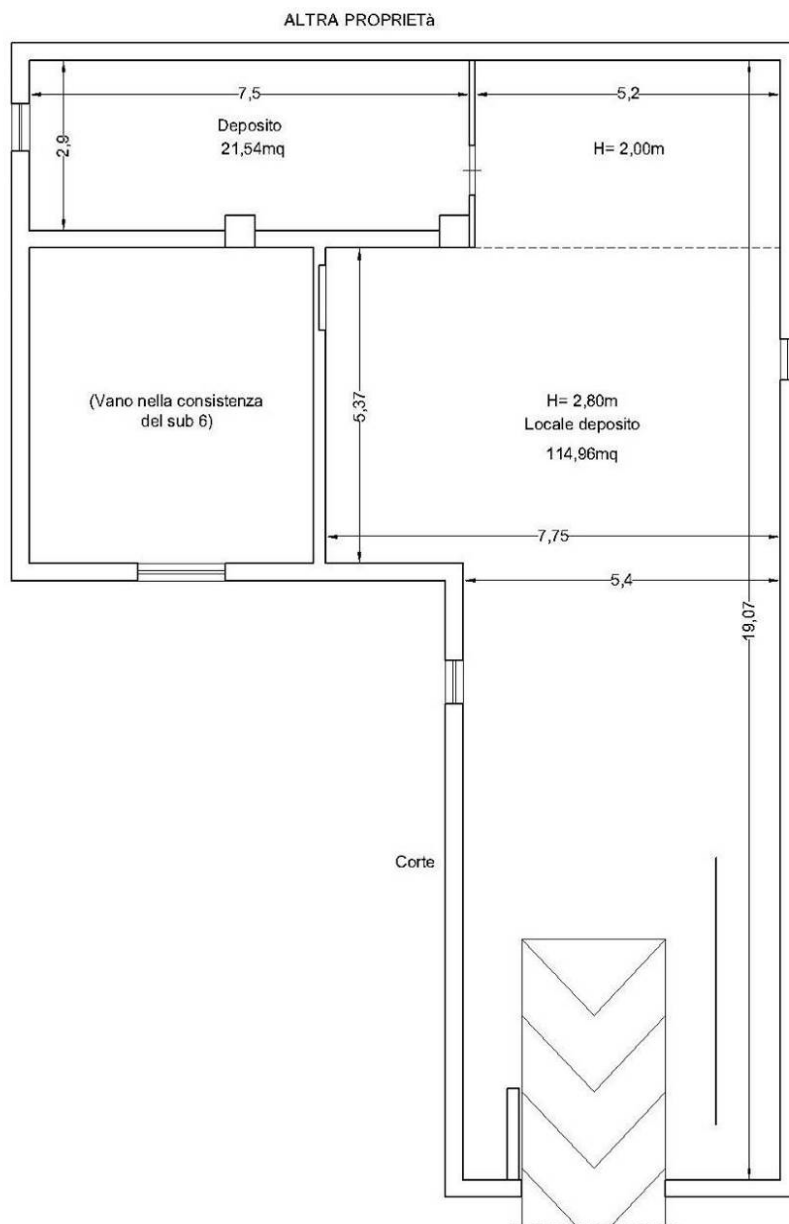 ALTRA PROPRIETà
7,5
5,2
Deposito
21,54mq
2,9
H= 2,00m
(Vano nella consistenza
del sub 6)
5,37
H= 2,80m
Locale deposito
114,96mq
7,75
5,4
19,07
Corte